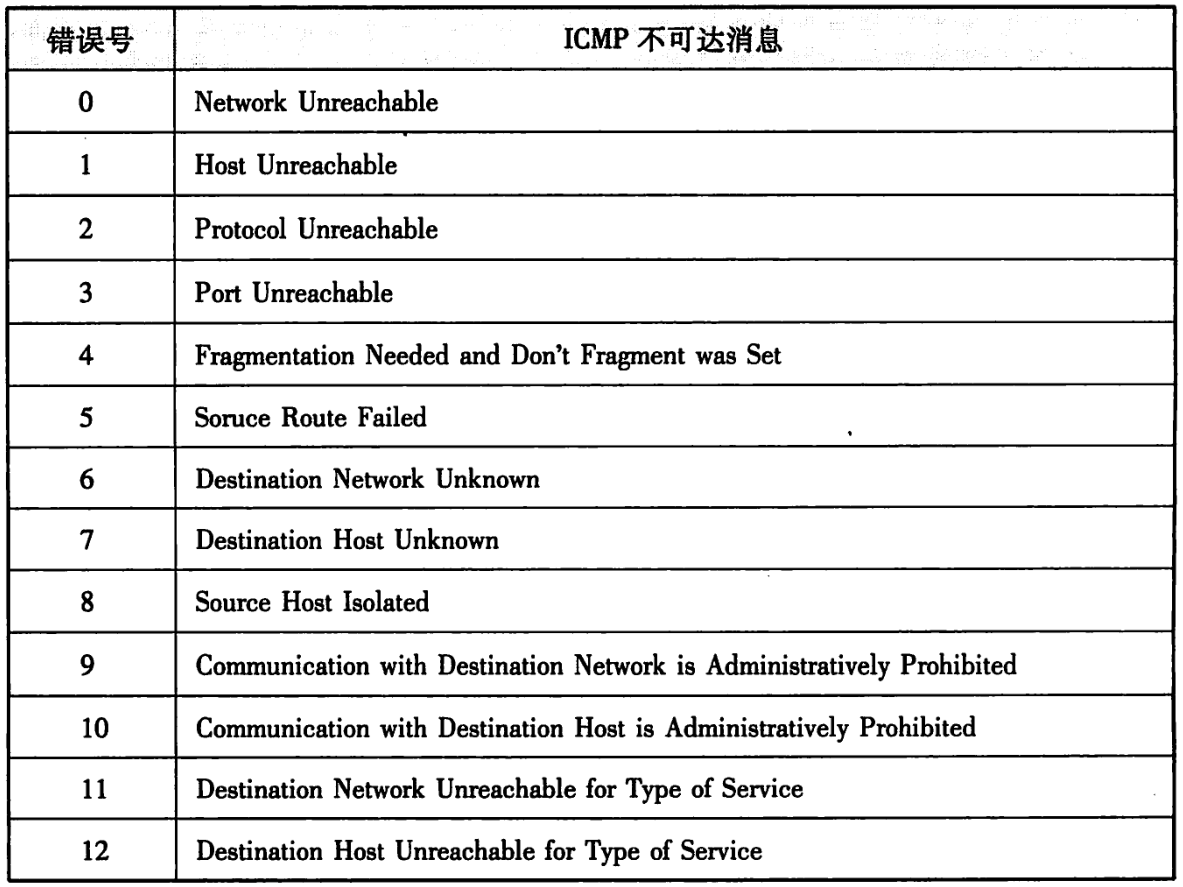 错误号 ICMP 不可达消息
0 Network Unreachable
1 Host Unreachable
2 Protocol Unreachable
3 Port Unreachable
4 Fragmentation Needed and Don't Fragment was Set
5 Soruce Route Failed
6 Destination Network Unknown
7 Destination Host Unknown
8 Source Host Isolated
9 Communication with Destination Network is Administratively Prohibited
10 Communication with Destination Host is Administratively Prohibited
11 Destination Network Unreachable for Type of Service
12 Destination Host Unreachable for Type of Service